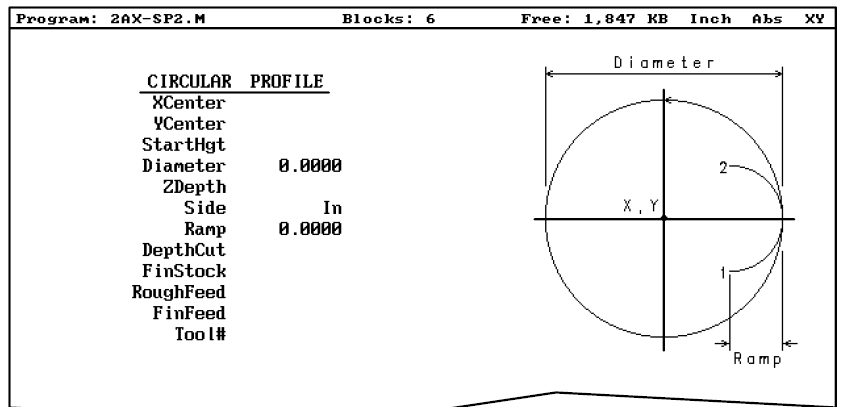 Program: 2AX-SP2.M Blocks: 6 Free: 1,847 KB Inch Abs XY
CIRCULAR PROFILE
XCenter
YCenter
StartHgt
Diameter 0.0000
ZDepth
Side In
Ramp 0.0000
DepthCut
FinStock
RoughFeed
FinFeed
Tool#
Diameter
2
X,Y
1
Ramp